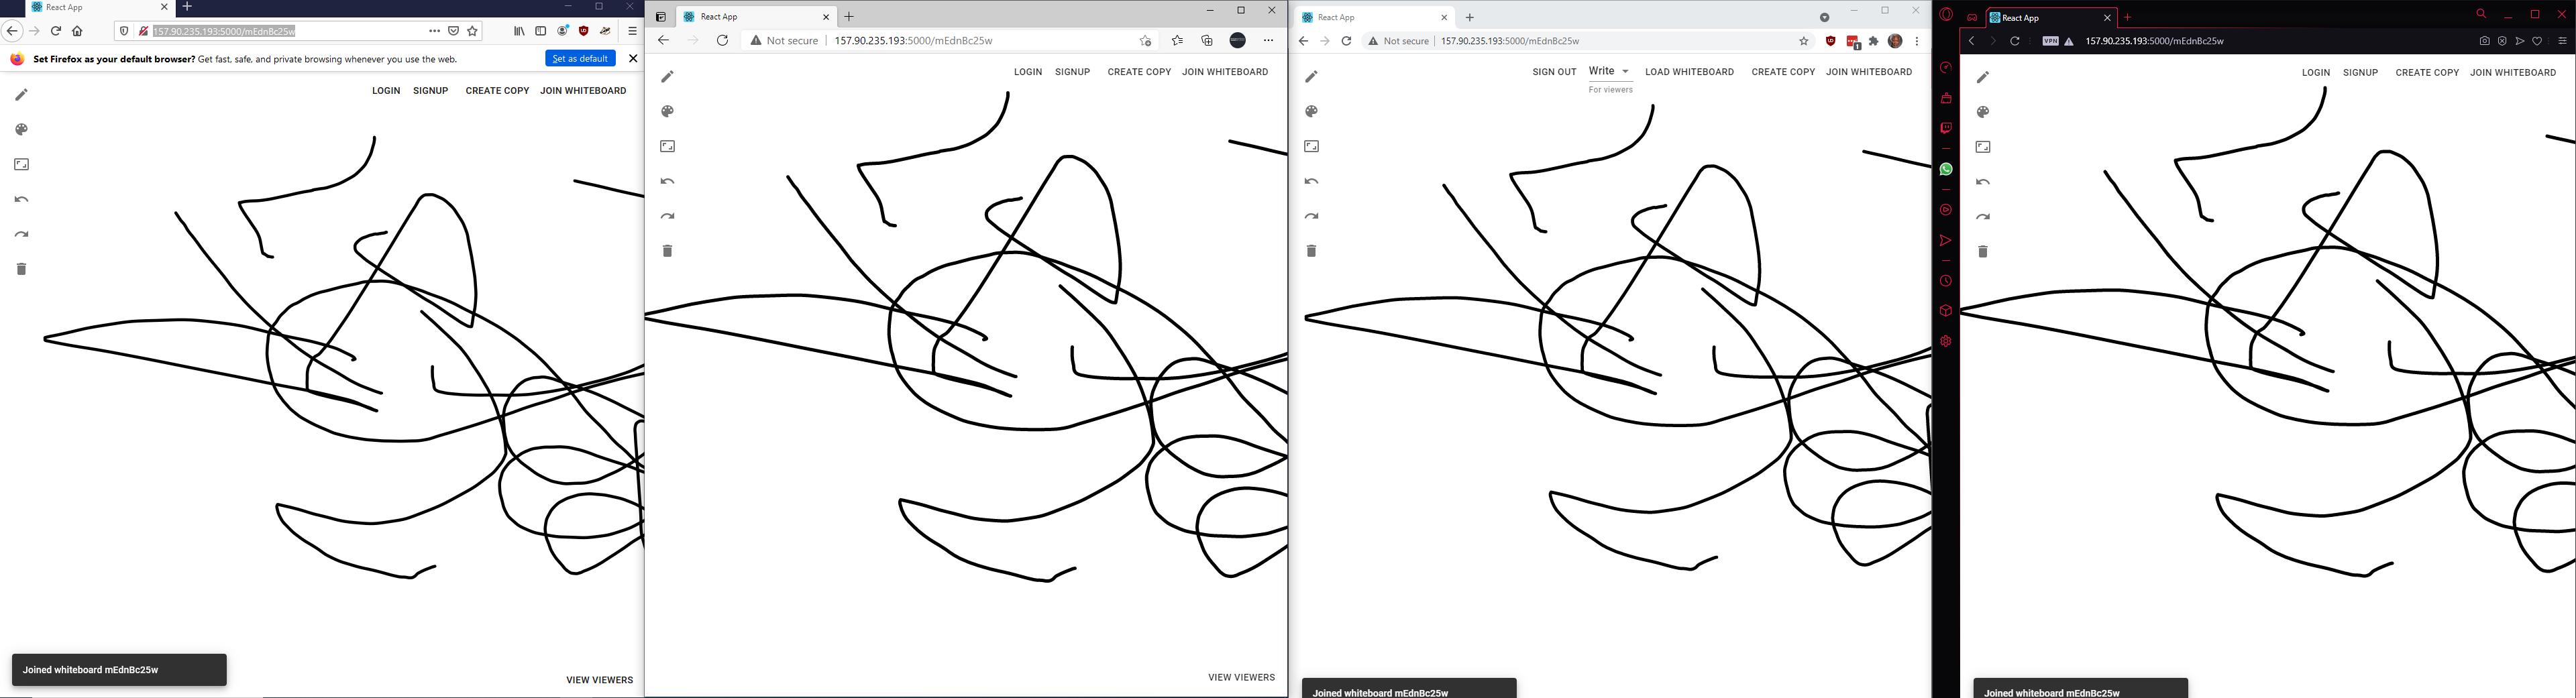 React App
157.90.235.193:5000/mEdnBc25w
Set Firefox as your default browser? Get fast, safe, and private browsing whenever you use the web.
Set as default
LOGIN SIGNUP CREATE COPY JOIN WHITEBOARD
Joined whiteboard mEdnBc25w
VIEW VIEWERS
React App
Not secure 157.90.235.193:5000/mEdnBc25w
LOGIN SIGNUP CREATE COPY JOIN WHITEBOARD
VIEW VIEWERS
React App
Not secure 157.90.235.193:5000/mEdnBc25w
SIGN OUT Write LOAD WHITEBOARD CREATE COPY JOIN WHITEBOARD
For viewers
Joined whiteboard mEdnBc25w
React App
VPN 157.90.235.193:5000/mEdnBc25w
LOGIN SIGNUP CREATE COPY JOIN WHITEBOARD
Joined whiteboard mEdnBc25w